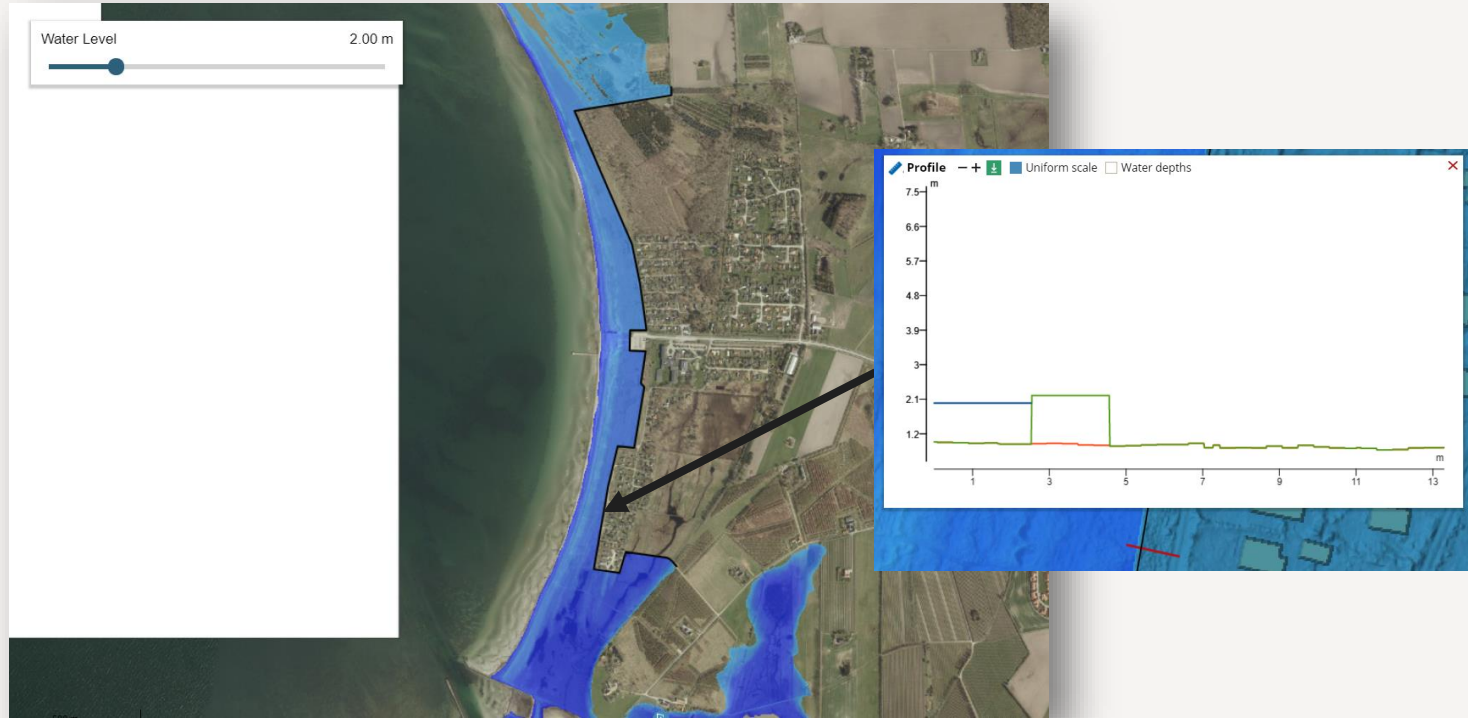 Water Level 2.00 m
Profile − + Uniform scale Water depths ×
m
7.5
6.6
5.7
4.8
3.9
3
2.1
1.2
m
1 3 5 7 9 11 13